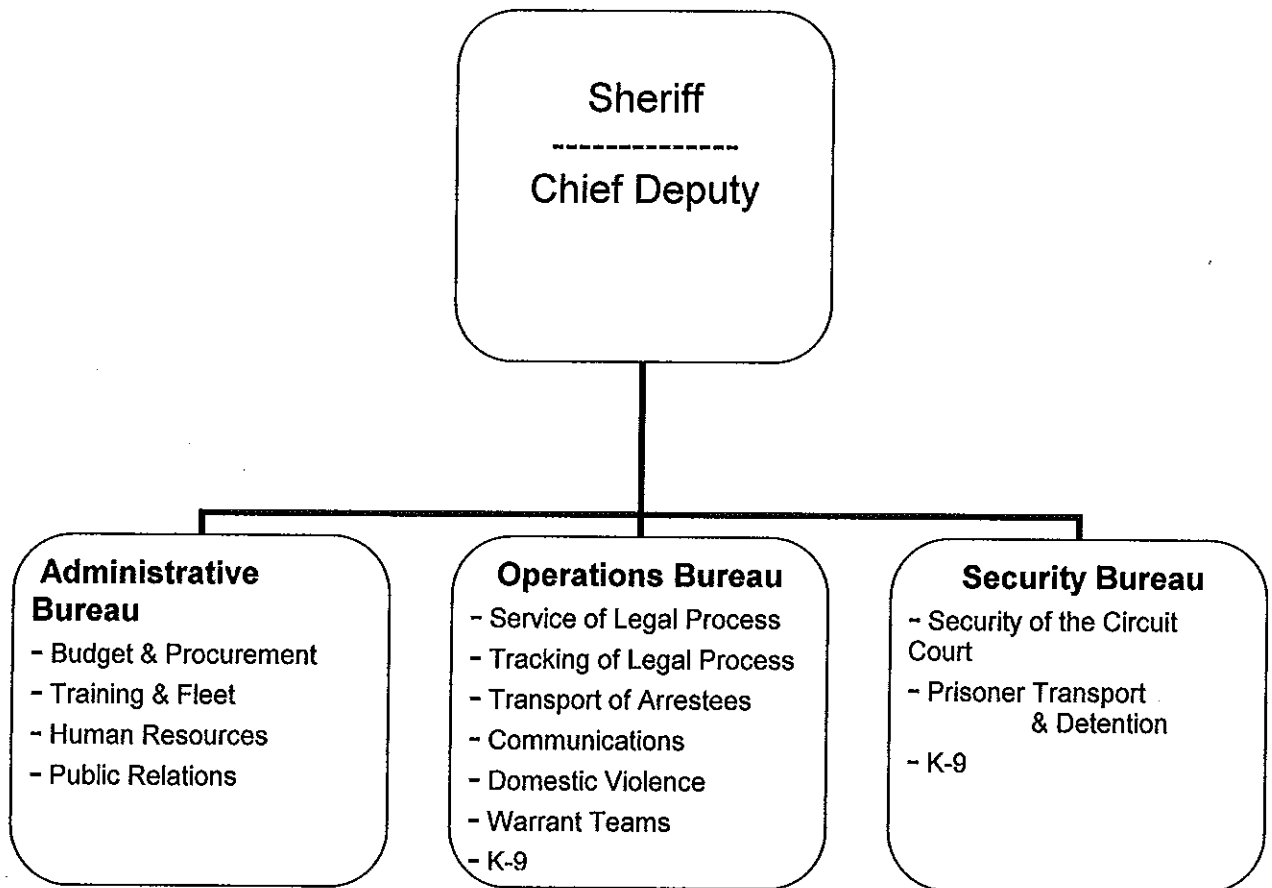 Sheriff
--------------
Chief Deputy
Administrative
Bureau
- Budget & Procurement
- Training & Fleet
- Human Resources
- Public Relations
Operations Bureau
- Service of Legal Process
- Tracking of Legal Process
- Transport of Arrestees
- Communications
- Domestic Violence
- Warrant Teams
- K-9
Security Bureau
- Security of the Circuit
Court
- Prisoner Transport
& Detention
- K-9